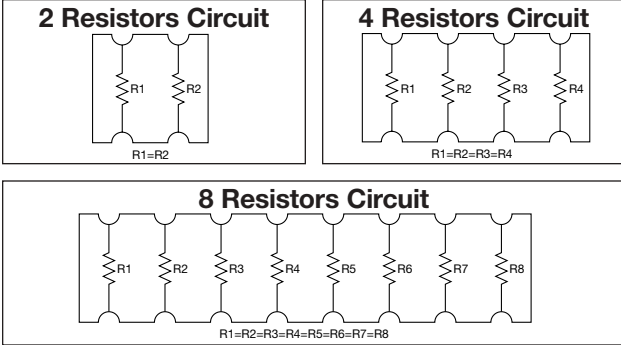 2 Resistors Circuit
R1 R2
R1=R2
4 Resistors Circuit
R1 R2 R3 R4
R1=R2=R3=R4
8 Resistors Circuit
R1 R2 R3 R4 R5 R6 R7 R8
R1=R2=R3=R4=R5=R6=R7=R8